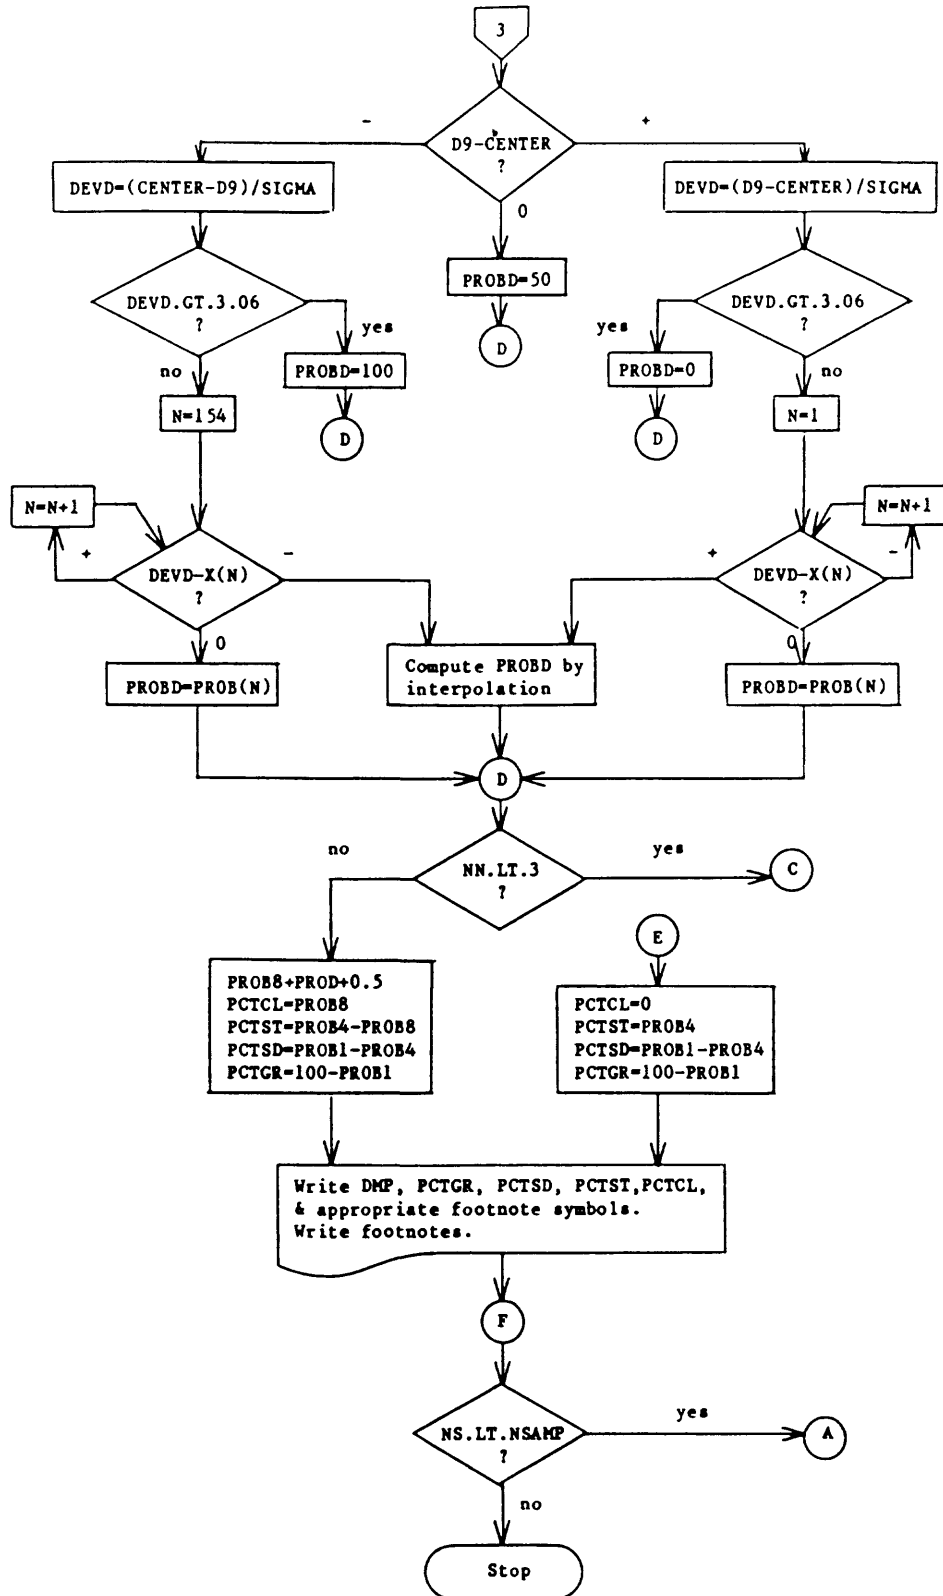 3
-
+
D9-CENTER
?
DEVD=(CENTER-D9)/SIGMA
DEVD=(D9-CENTER)/SIGMA
0
PROBD=50
D
DEVD.GT.3.06
?
yes
no
PROBD=100
D
N=154
DEVD.GT.3.06
?
yes
no
PROBD=0
D
N=1
N=N+1
+
-
DEVD-X(N)
?
0
PROBD=PROB(N)
N=N+1
+
-
DEVD-X(N)
?
0
PROBD=PROB(N)
Compute PROBD by
interpolation
D
no
yes
NN.LT.3
?
C
E
PROB8+PROD+0.5
PCTCL=PROB8
PCTST=PROB4-PROB8
PCTSD=PROB1-PROB4
PCTGR=100-PROB1
PCTCL=0
PCTST=PROB4
PCTSD=PROB1-PROB4
PCTGR=100-PROB1
Write DMP, PCTGR, PCTSD, PCTST,PCTCL,
& appropriate footnote symbols.
Write footnotes.
F
NS.LT.NSAMP
?
yes
A
no
Stop